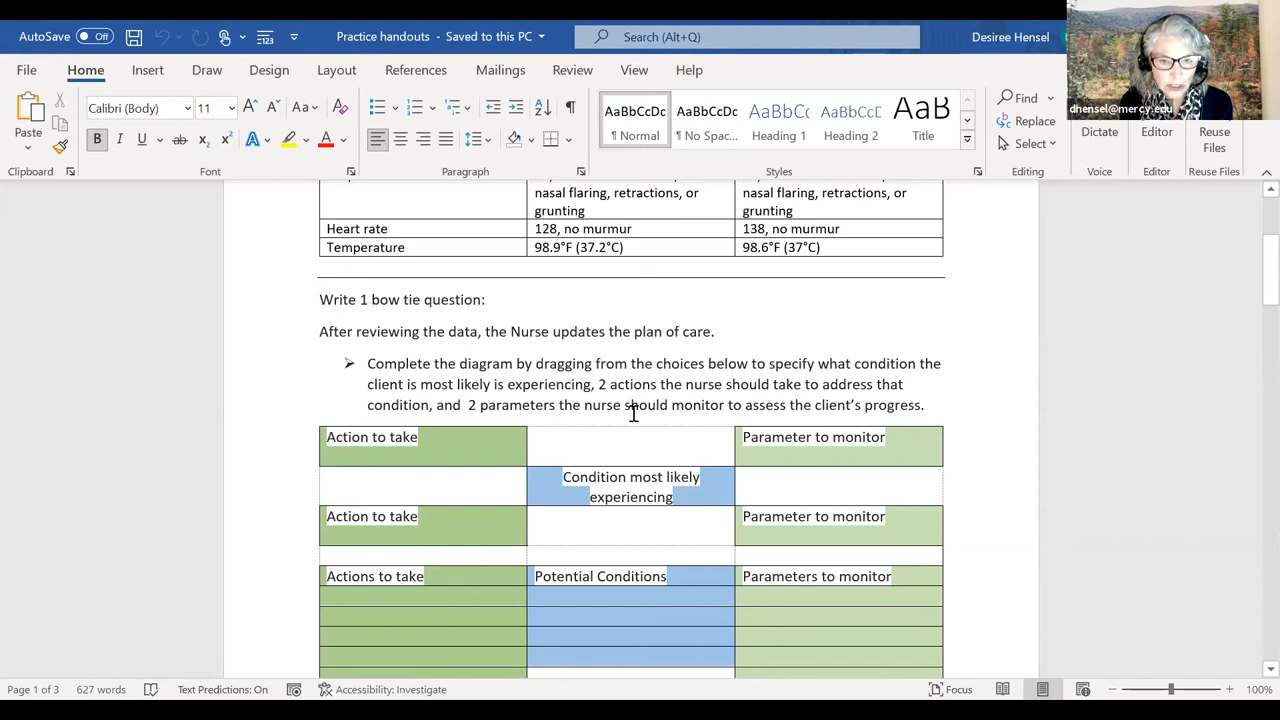 AutoSave Off Practice handouts - Saved to this PC Search (Alt+Q) Desiree Hensel
File Home Insert Draw Design Layout References Mailings Review View Help
dhensel@mercy.edu
Calibri (Body) 11 Aa
Paste
B I U ab x₂ x² A A
AaBbCcDc AaBbCcDc AaBbCc AaBbCcD AaB
¶ Normal ¶ No Spac... Heading 1 Heading 2 Title
Find
Replace
Select
Dictate Editor Reuse
Files
Clipboard Font Paragraph Styles Editing Voice Editor Reuse Files
nasal flaring, retractions, or nasal flaring, retractions, or
grunting grunting
Heart rate 128, no murmur 138, no murmur
Temperature 98.9°F (37.2°C) 98.6°F (37°C)
Write 1 bow tie question:
After reviewing the data, the Nurse updates the plan of care.
Complete the diagram by dragging from the choices below to specify what condition the
client is most likely is experiencing, 2 actions the nurse should take to address that
condition, and 2 parameters the nurse should monitor to assess the client's progress.
Action to take Parameter to monitor
Condition most likely
experiencing
Action to take Parameter to monitor
Actions to take Potential Conditions Parameters to monitor
Page 1 of 3 627 words Text Predictions: On Accessibility: Investigate Focus 100%